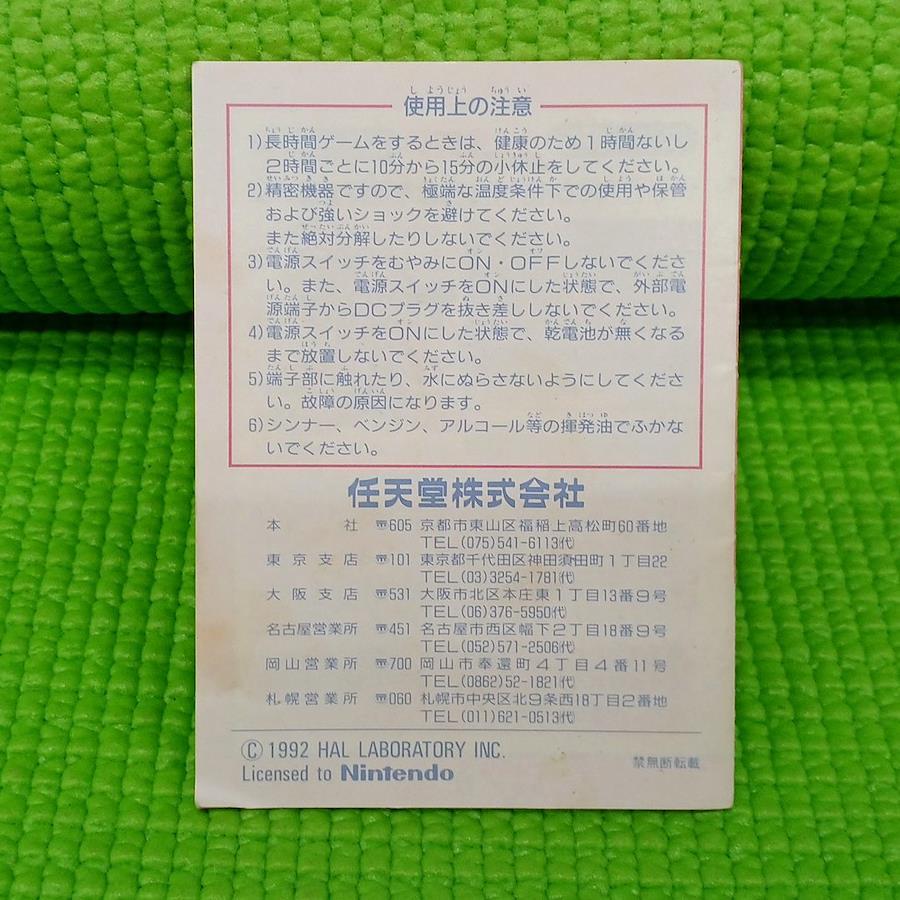 使用上の注意
1)長時間ゲームをするときは、健康のため1時間ないし
2時間ごとに10分から15分の小休止をしてください。
2)精密機器ですので、極端な温度条件下での使用や保管
および強いショックを避けてください。
また絶対分解したりしないでください。
3)電源スイッチをむやみにON・OFFしないでくださ
い。また、電源スイッチをONにした状態で、外部電
源端子からDCプラグを抜き差ししないでください。
4)電源スイッチをONにした状態で、乾電池が無くなる
まで放置しないでください。
5)端子部に触れたり、水にぬらさないようにしてくださ
い。故障の原因になります。
6)シンナー、ベンジン、アルコール等の揮発油でふかな
いでください。
任天堂株式会社
本社 〒605 京都市東山区福稲上高松町60番地
TEL(075)541-6113代
東京支店 〒101 東京都千代田区神田須田町1丁目22
TEL(03)3254-1781代
大阪支店 〒531 大阪市北区本庄東1丁目13番9号
TEL(06)376-5950代
名古屋営業所 〒451 名古屋市西区幅下2丁目18番9号
TEL(052)571-2506代
岡山営業所 〒700 岡山市奉還町4丁目4番11号
TEL(0862)52-1821代
札幌営業所 〒060 札幌市中央区北9条西18丁目2番地
TEL(011)621-0513代
© 1992 HAL LABORATORY INC.
Licensed to Nintendo
禁無断転載